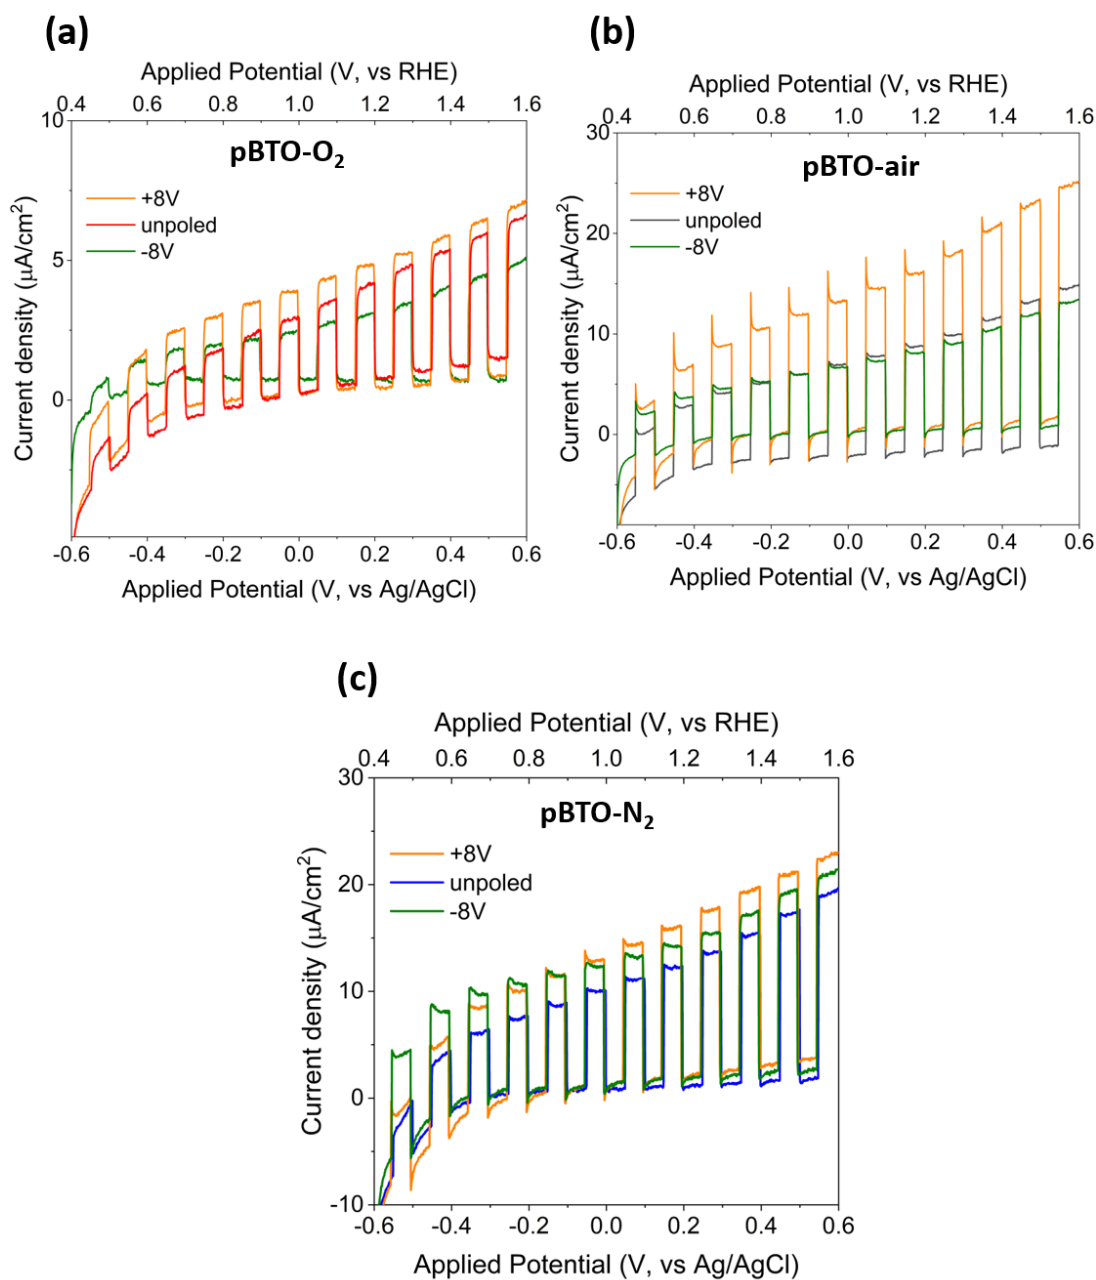 (a)
Applied Potential (V, vs RHE)
0.4 0.6 0.8 1.0 1.2 1.4 1.6
10
5
0
pBTO-O₂
+8V
unpoled
-8V
Current density (μA/cm²)
-0.6 -0.4 -0.2 0.0 0.2 0.4 0.6
Applied Potential (V, vs Ag/AgCl)
(b)
Applied Potential (V, vs RHE)
0.4 0.6 0.8 1.0 1.2 1.4 1.6
30
20
10
0
pBTO-air
+8V
unpoled
-8V
Current density (μA/cm²)
-0.6 -0.4 -0.2 0.0 0.2 0.4 0.6
Applied Potential (V, vs Ag/AgCl)
(c)
Applied Potential (V, vs RHE)
0.4 0.6 0.8 1.0 1.2 1.4 1.6
30
20
10
0
-10
pBTO-N₂
+8V
unpoled
-8V
Current density (μA/cm²)
-0.6 -0.4 -0.2 0.0 0.2 0.4 0.6
Applied Potential (V, vs Ag/AgCl)